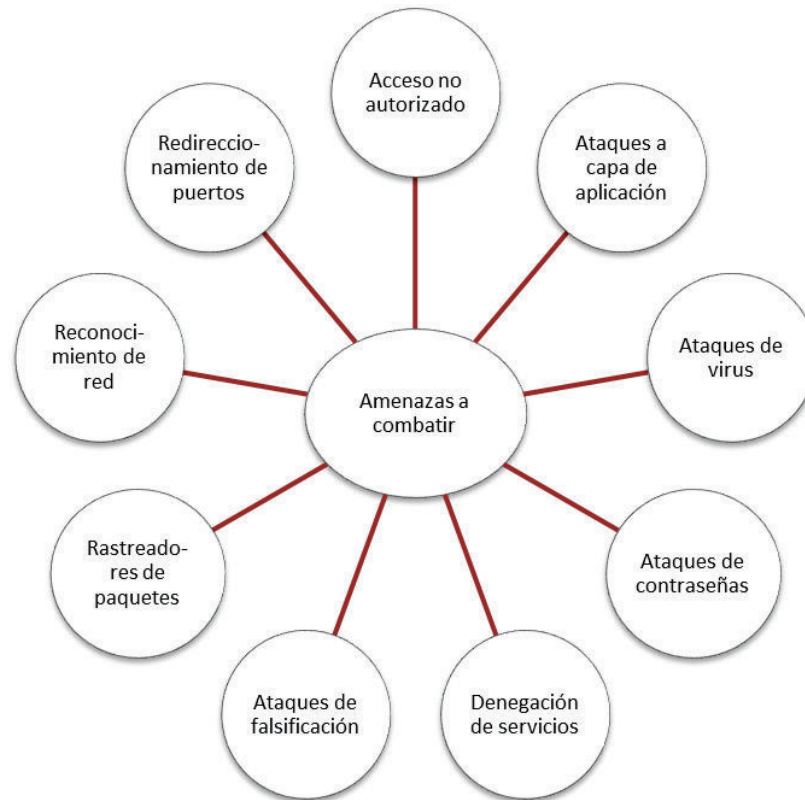 Acceso no
autorizado
Ataques a
capa de
aplicación
Ataques de
virus
Ataques de
contraseñas
Denegación
de servicios
Ataques de
falsificación
Rastreado-
res de
paquetes
Reconoci-
miento de
red
Redireccio-
namiento de
puertos
Amenazas a
combatir